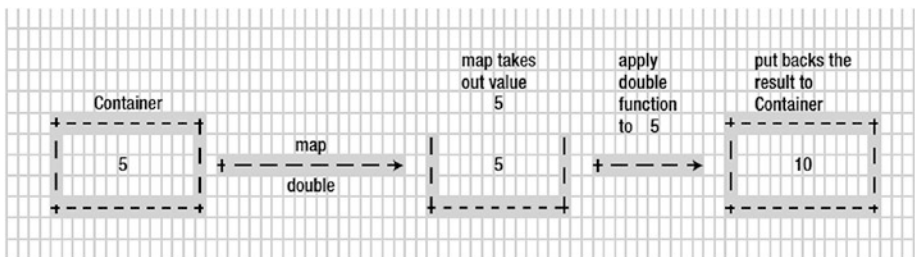 Container
5
map
double
map takes
out value
5
5
apply
double
function
to 5
put backs the
result to
Container
10